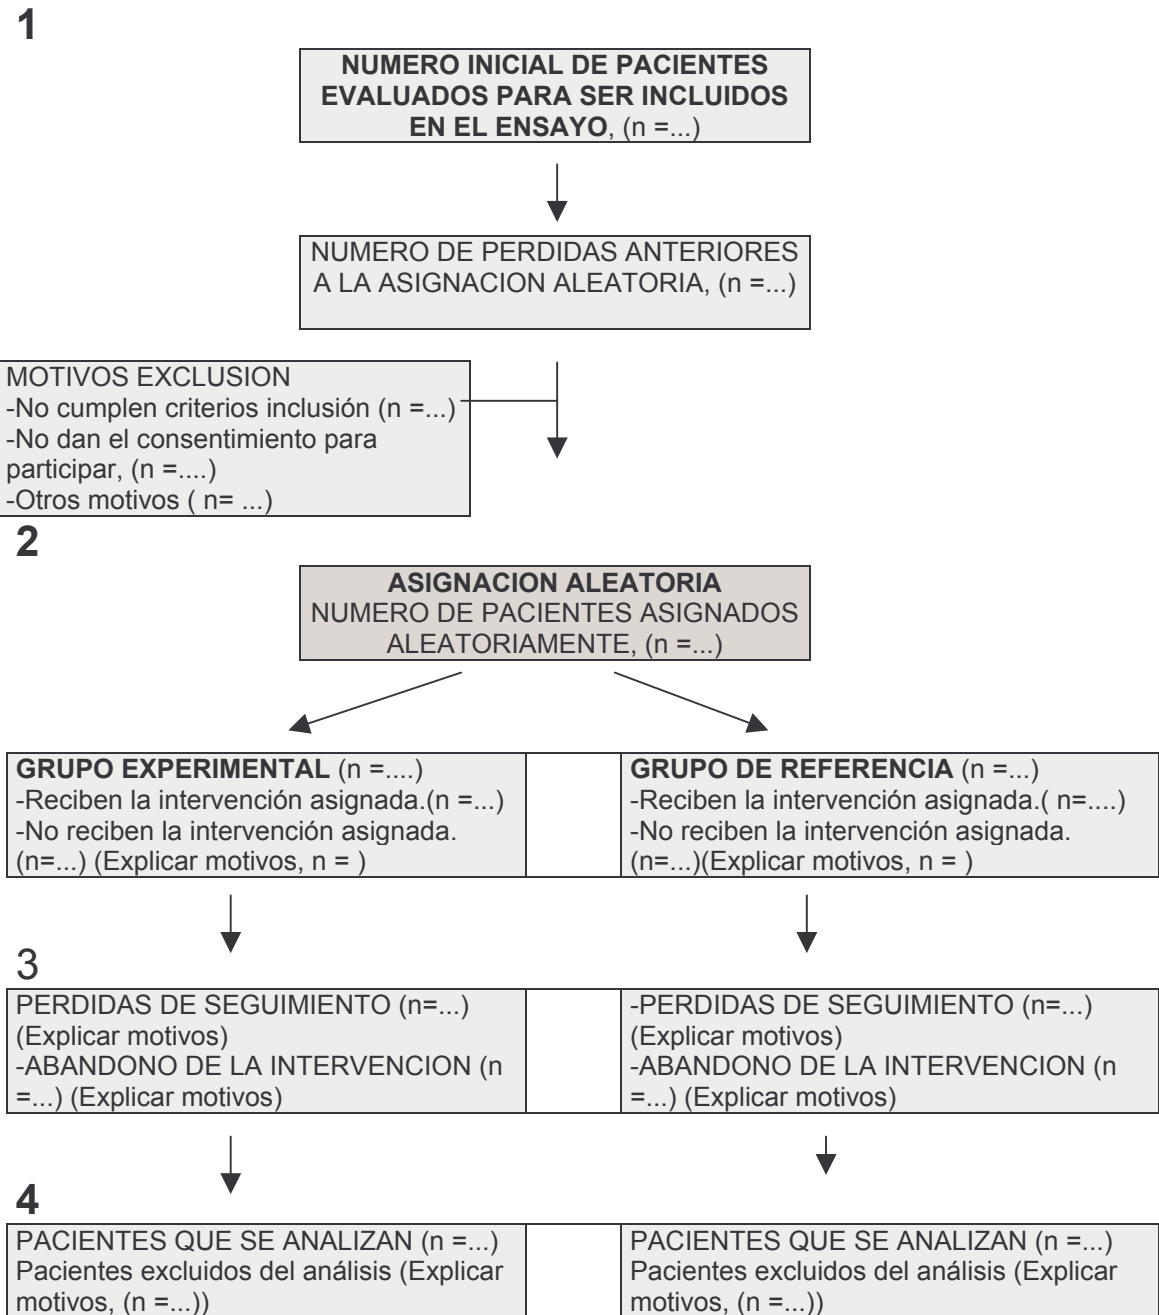 1
NUMERO INICIAL DE PACIENTES
EVALUADOS PARA SER INCLUIDOS
EN EL ENSAYO, (n =...)
NUMERO DE PERDIDAS ANTERIORES
A LA ASIGNACION ALEATORIA, (n =...)
MOTIVOS EXCLUSION
-No cumplen criterios inclusión (n =...)
-No dan el consentimiento para
participar, (n =....)
-Otros motivos ( n= ...)
2
ASIGNACION ALEATORIA
NUMERO DE PACIENTES ASIGNADOS
ALEATORIAMENTE, (n =...)
GRUPO EXPERIMENTAL (n =....)
-Reciben la intervención asignada.(n =...)
-No reciben la intervención asignada.
(n=...) (Explicar motivos, n = )
GRUPO DE REFERENCIA (n =...)
-Reciben la intervención asignada.( n=....)
-No reciben la intervención asignada.
(n=...)(Explicar motivos, n = )
3
PERDIDAS DE SEGUIMIENTO (n=...)
(Explicar motivos)
-ABANDONO DE LA INTERVENCION (n
=...) (Explicar motivos)
-PERDIDAS DE SEGUIMIENTO (n=...)
(Explicar motivos)
-ABANDONO DE LA INTERVENCION (n
=...) (Explicar motivos)
4
PACIENTES QUE SE ANALIZAN (n =...)
Pacientes excluidos del análisis (Explicar
motivos, (n =...))
PACIENTES QUE SE ANALIZAN (n =...)
Pacientes excluidos del análisis (Explicar
motivos, (n =...))